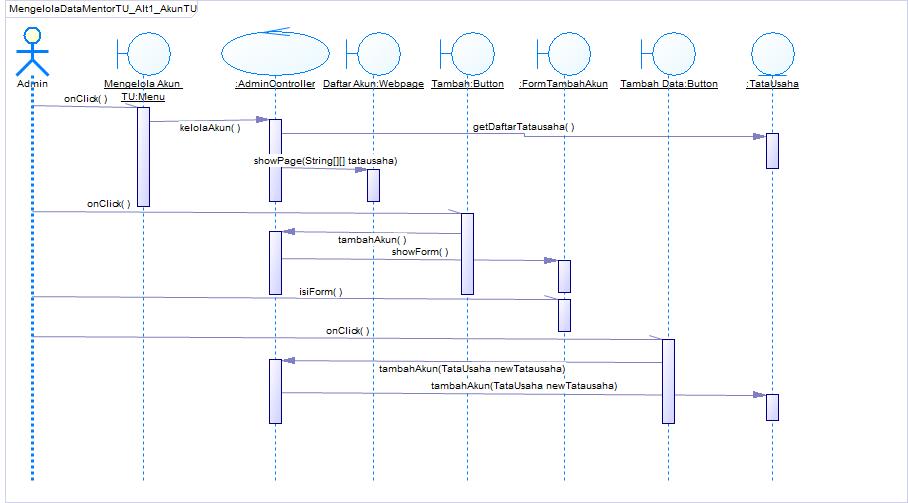 MengelolaDataMentorTU_Alt1_AkunTU
Admin
Mengelola Akun
TU:Menu
:AdminController
Daftar Akun:Webpage
Tambah:Button
:FormTambahAkun
Tambah Data:Button
:TataUsaha
onClick( )
kelolaAkun( )
getDaftarTatausaha( )
showPage(String[][] tatausaha)
onClick( )
tambahAkun( )
showForm( )
isiForm( )
onClick( )
tambahAkun(TataUsaha newTatausaha)
tambahAkun(TataUsaha newTatausaha)